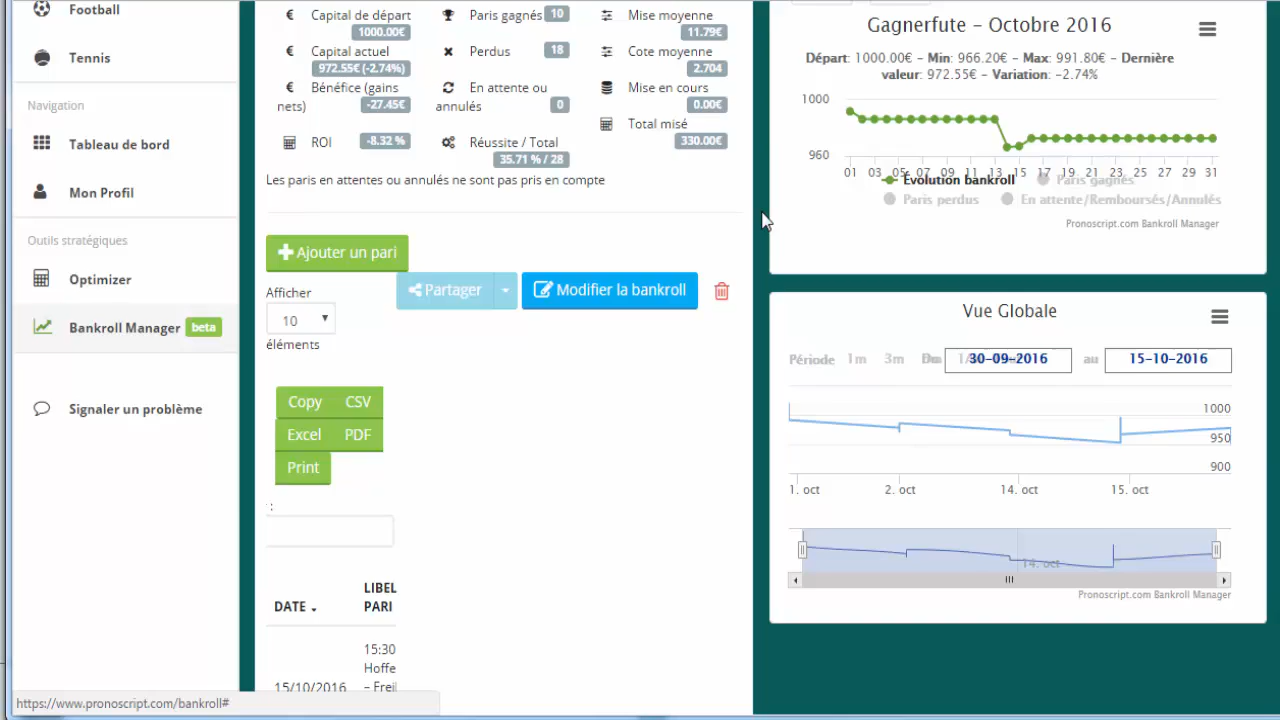 Football
Tennis
Navigation
Tableau de bord
Mon Profil
Outils stratégiques
Optimizer
Bankroll Manager beta
Signaler un problème
https://www.pronoscript.com/bankroll#
Capital de départ
1000.00€
Capital actuel
972.55€ (-2.74%)
Bénéfice (gains
nets) -27.45€
ROI -8.32 %
Paris gagnés 10
Perdus 18
En attente ou
annulés 0
Réussite / Total
35.71 % / 28
Mise moyenne
11.79€
Cote moyenne
2.704
Mise en cours
0.00€
Total misé
330.00€
Les paris en attentes ou annulés ne sont pas pris en compte
Ajouter un pari
Partager
Modifier la bankroll
Afficher
10
éléments
Copy CSV
Excel PDF
Print
:
DATE
LIBEL
PARI
15:30
Hoffe
15/10/2016 – Frei
Gagnerfute – Octobre 2016
Départ: 1000.00€ – Min: 966.20€ – Max: 991.80€ – Dernière
valeur: 972.55€ – Variation: -2.74%
1000
960
01 03 05 07 09 11 13 15 17 19 21 23 25 27 29 31
Evolution bankroll Paris gagnés
Paris perdus En attente/Remboursés/Annulés
Pronoscript.com Bankroll Manager
Vue Globale
Période 1m 3m Du 30-09-2016 au 15-10-2016
1000
950
900
1. oct 2. oct 14. oct 15. oct
14. oct
Pronoscript.com Bankroll Manager